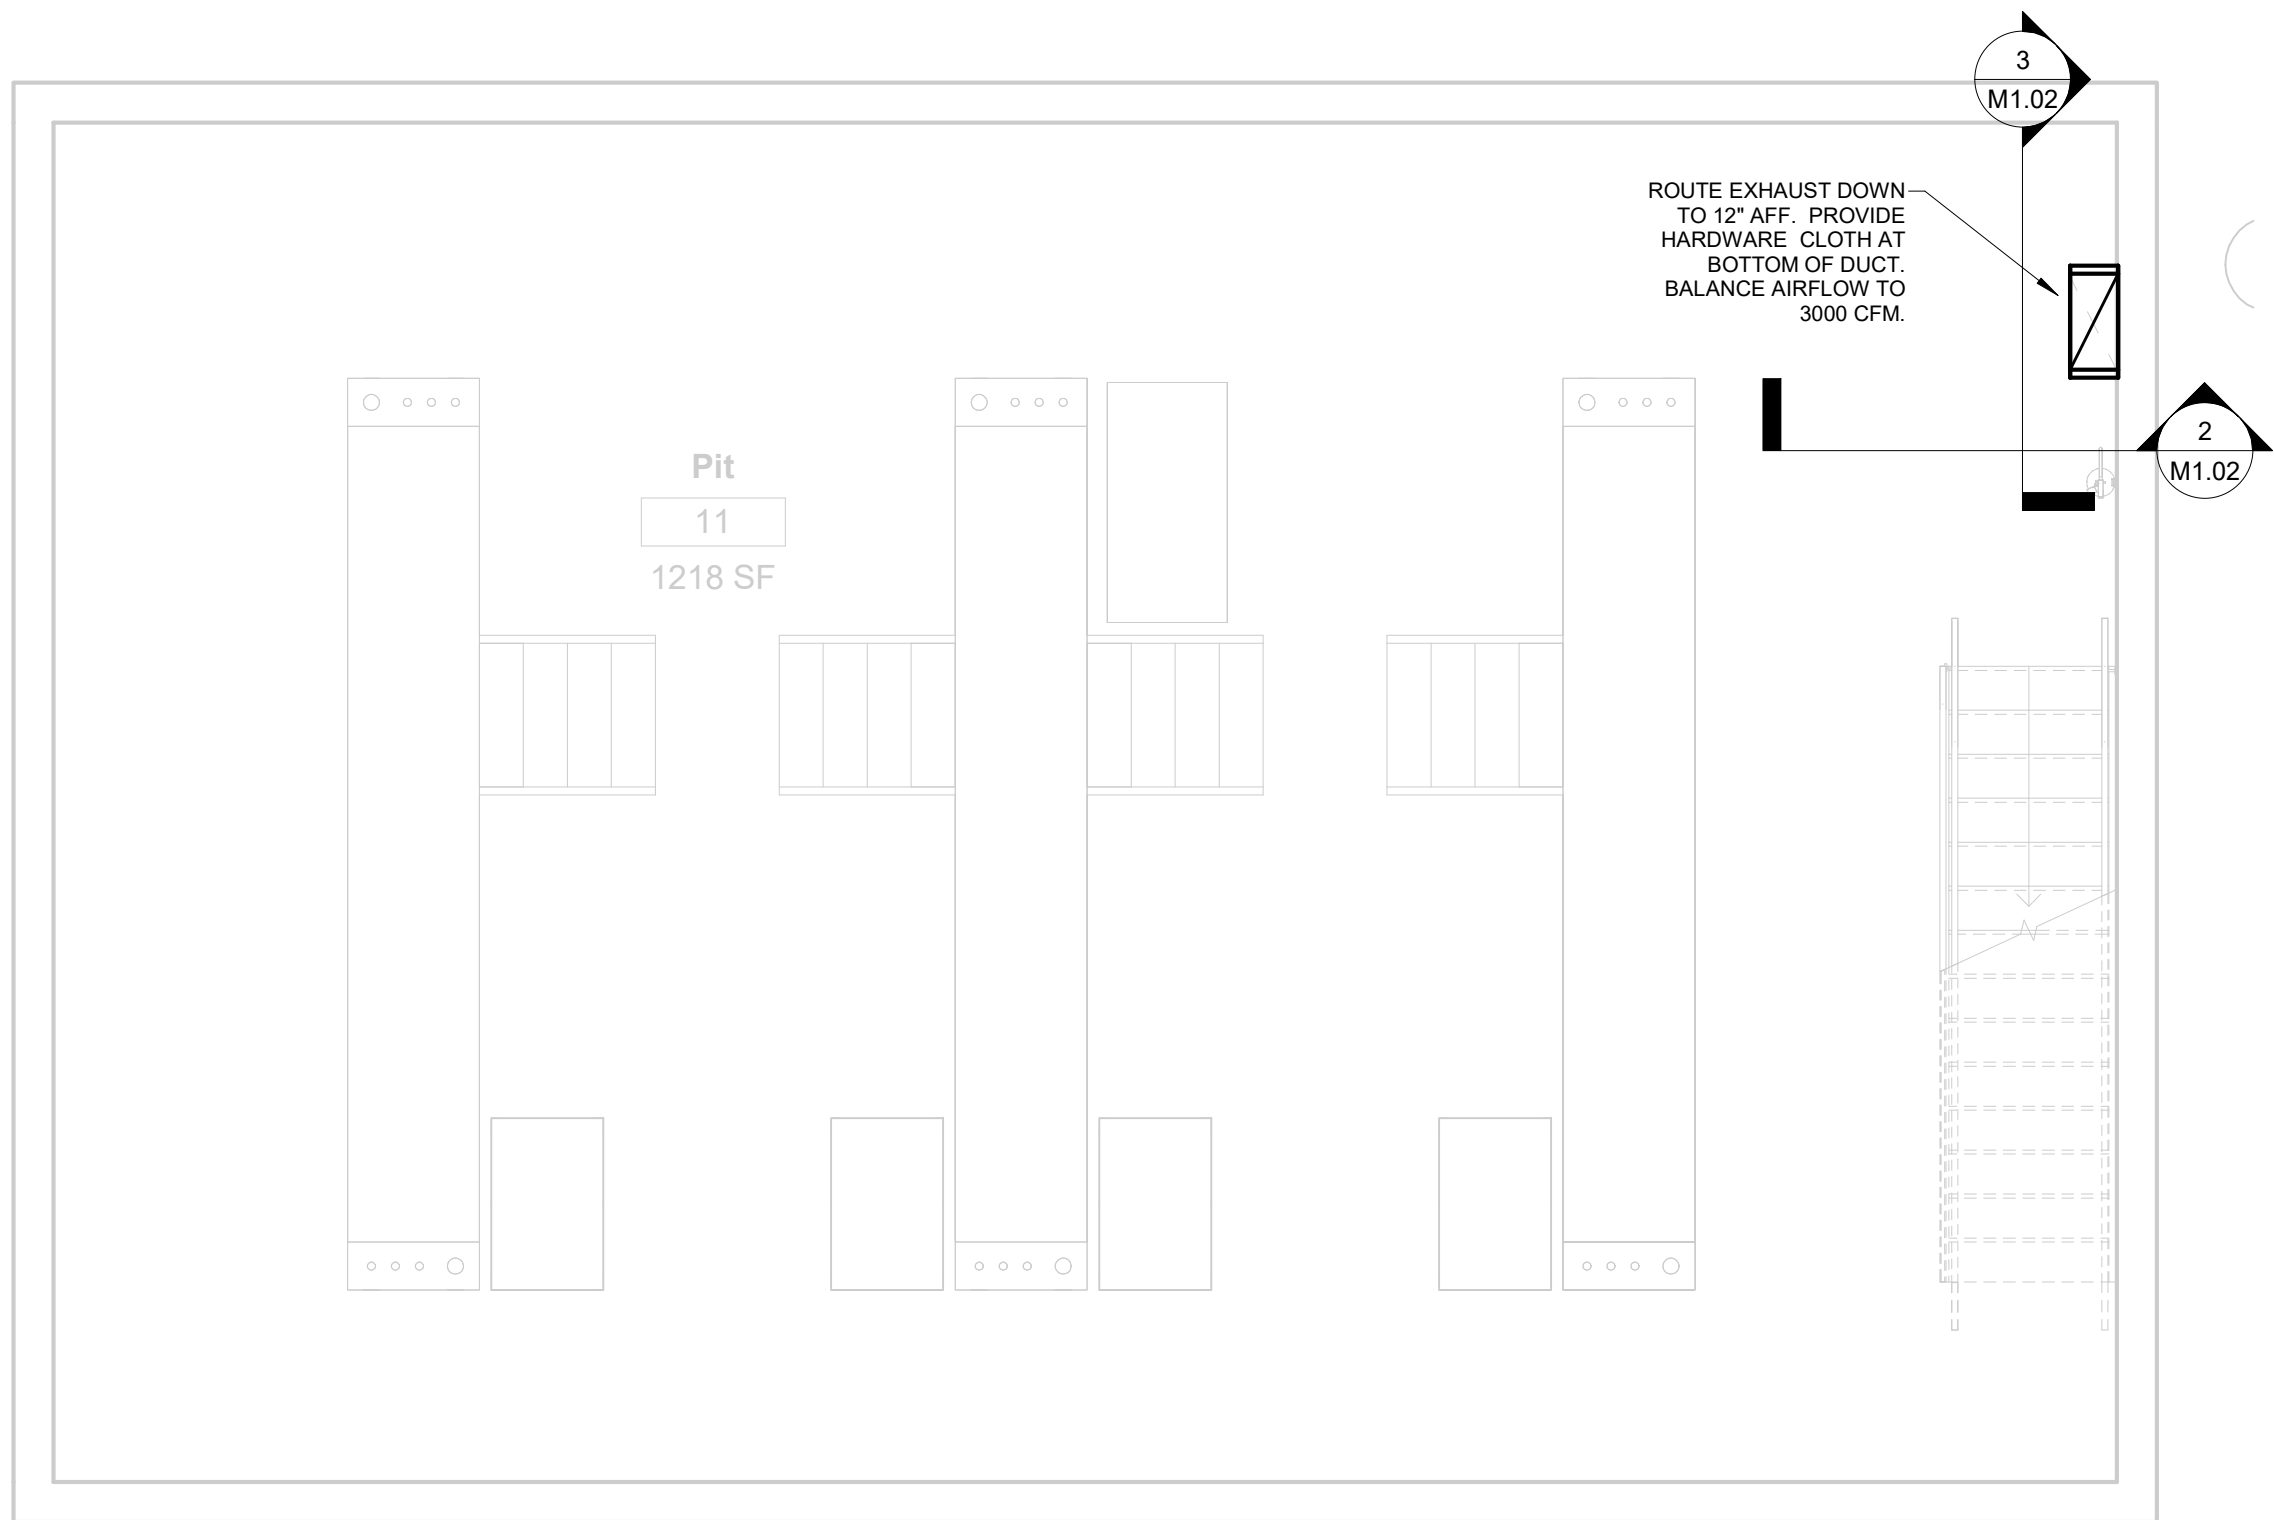 3
M1.02
ROUTE EXHAUST DOWN
TO 12" AFF. PROVIDE
HARDWARE CLOTH AT
BOTTOM OF DUCT.
BALANCE AIRFLOW TO
3000 CFM.
2
M1.02
Pit
11
1218 SF